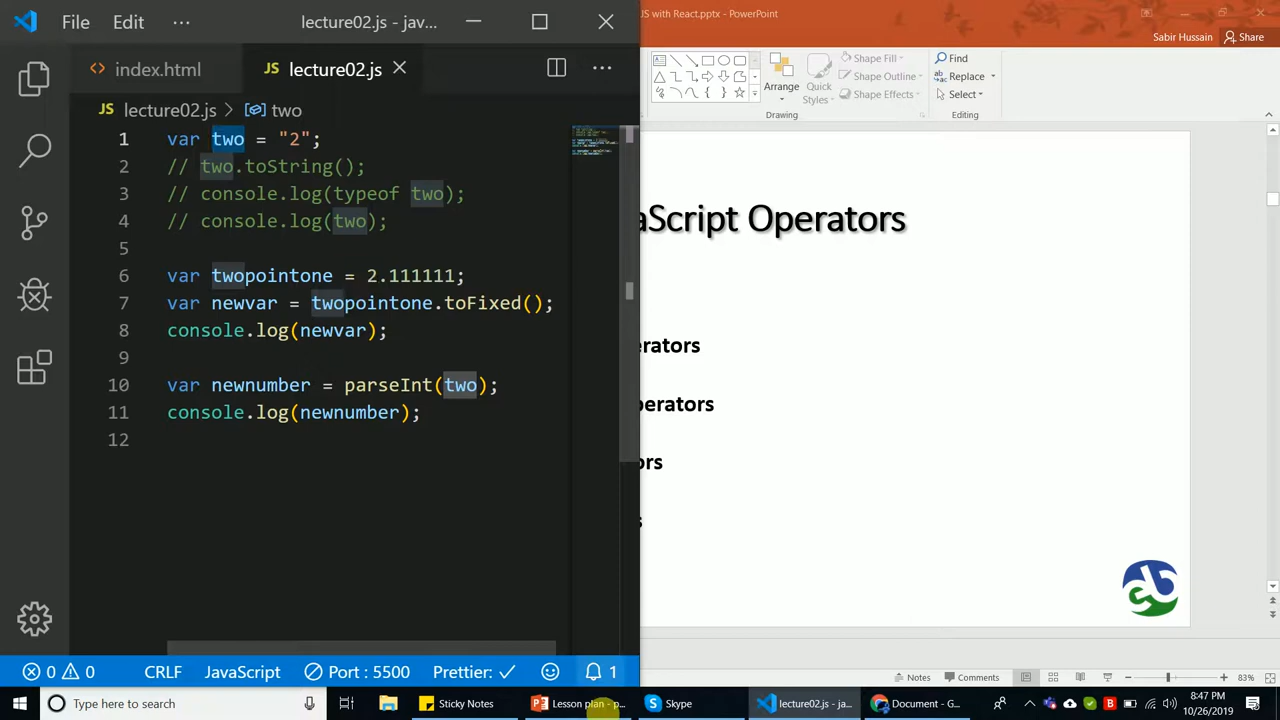 File Edit ··· lecture02.js - jav...
index.html JS lecture02.js
JS lecture02.js > two
1 var two = "2";
2 // two.toString();
3 // console.log(typeof two);
4 // console.log(two);
5
6 var twopointone = 2.111111;
7 var newvar = twopointone.toFixed();
8 console.log(newvar);
9
10 var newnumber = parseInt(two);
11 console.log(newnumber);
12
0 0 CRLF JavaScript Port : 5500 Prettier: 1
JS with React.pptx - PowerPoint
Sabir Hussain Share
Arrange
Quick
Styles
Shape Fill
Shape Outline
Shape Effects
Find
Replace
Select
Drawing Editing
aScript Operators
erators
perators
ors
s
Notes Comments 83%
Type here to search Sticky Notes Lesson plan - p... Skype lecture02.js - ja... Document - G...
8:47 PM
10/26/2019